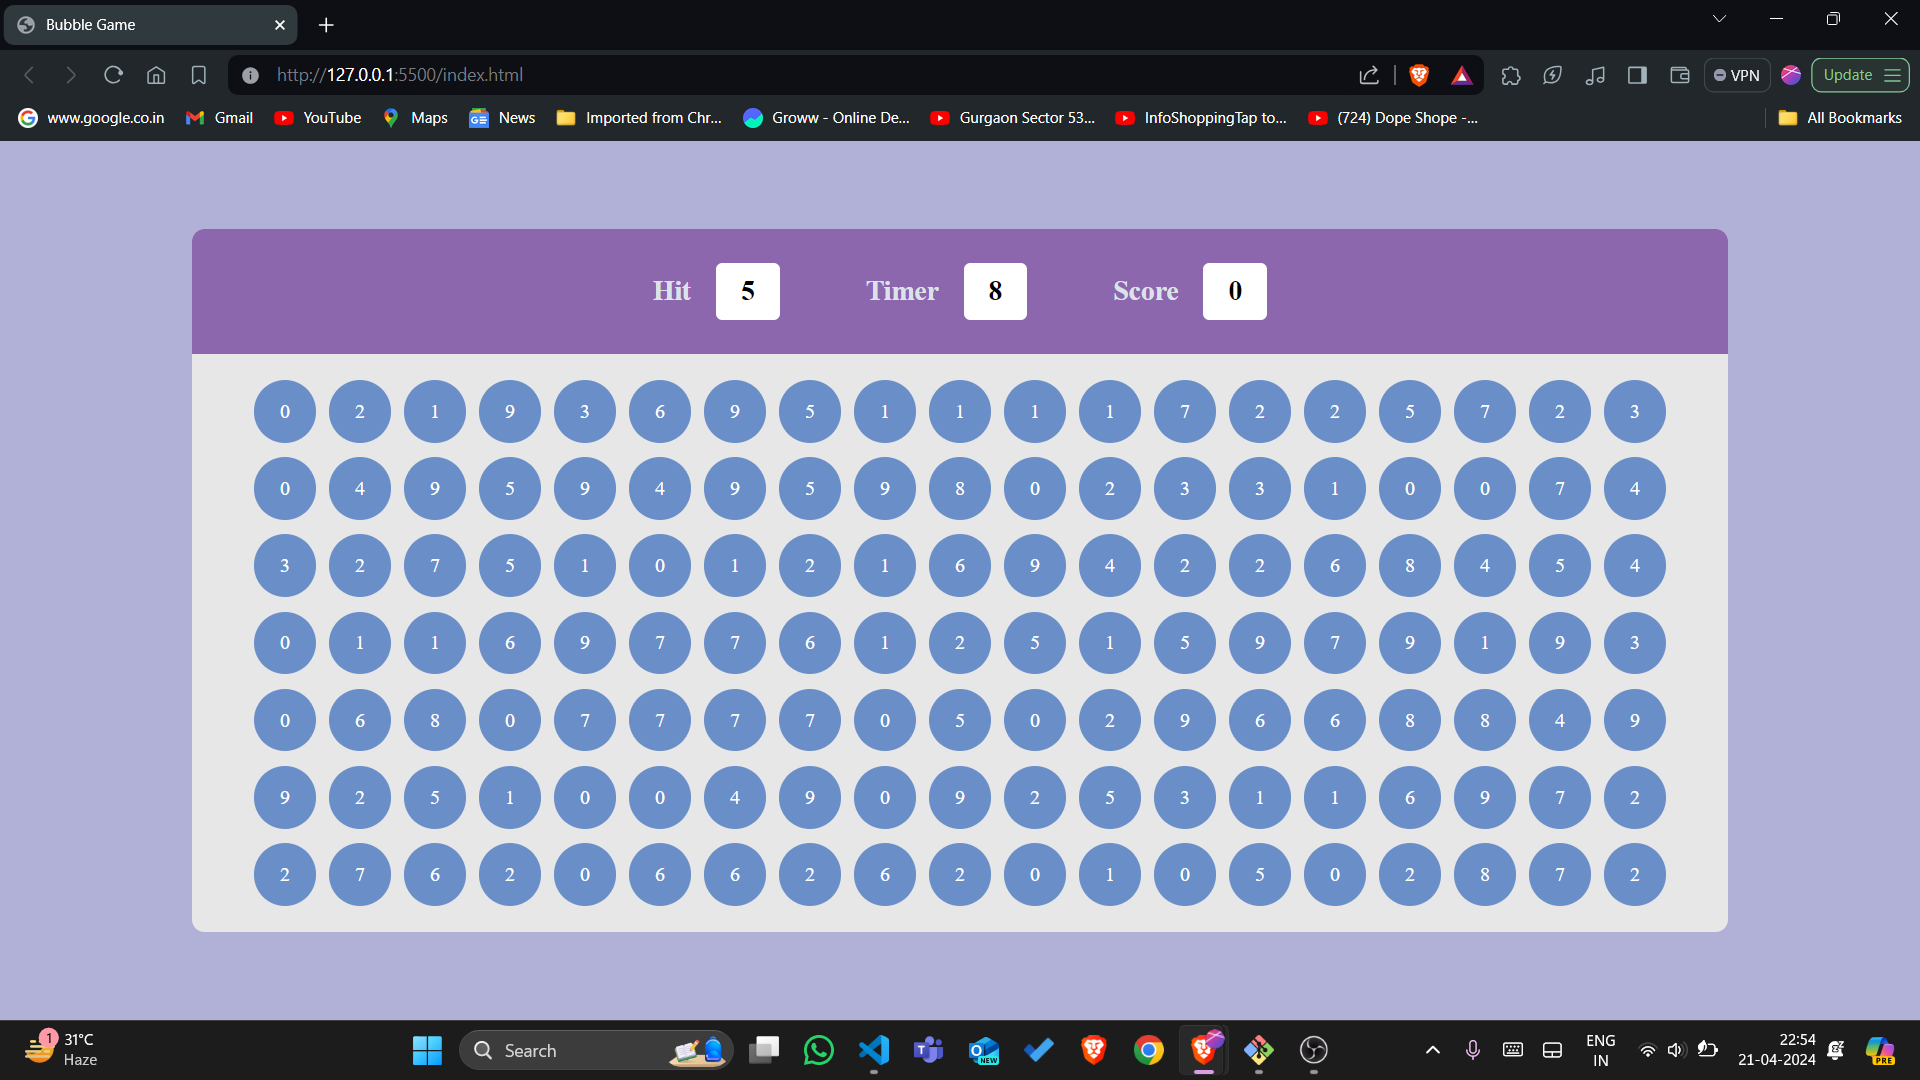 Bubble Game
http://127.0.0.1:5500/index.html
VPN
Update
www.google.co.in Gmail YouTube Maps News Imported from Chr... Groww - Online De... Gurgaon Sector 53... InfoShoppingTap to... (724) Dope Shope -... All Bookmarks
Hit 5 Timer 8 Score 0
0 2 1 9 3 6 9 5 1 1 1 1 7 2 2 5 7 2 3
0 4 9 5 9 4 9 5 9 8 0 2 3 3 1 0 0 7 4
3 2 7 5 1 0 1 2 1 6 9 4 2 2 6 8 4 5 4
0 1 1 6 9 7 7 6 1 2 5 1 5 9 7 9 1 9 3
0 6 8 0 7 7 7 7 0 5 0 2 9 6 6 8 8 4 9
9 2 5 1 0 0 4 9 0 9 2 5 3 1 1 6 9 7 2
2 7 6 2 0 6 6 2 6 2 0 1 0 5 0 2 8 7 2
1
31°C
Haze
Search
NEW
ENG
IN
22:54
21-04-2024
PRE